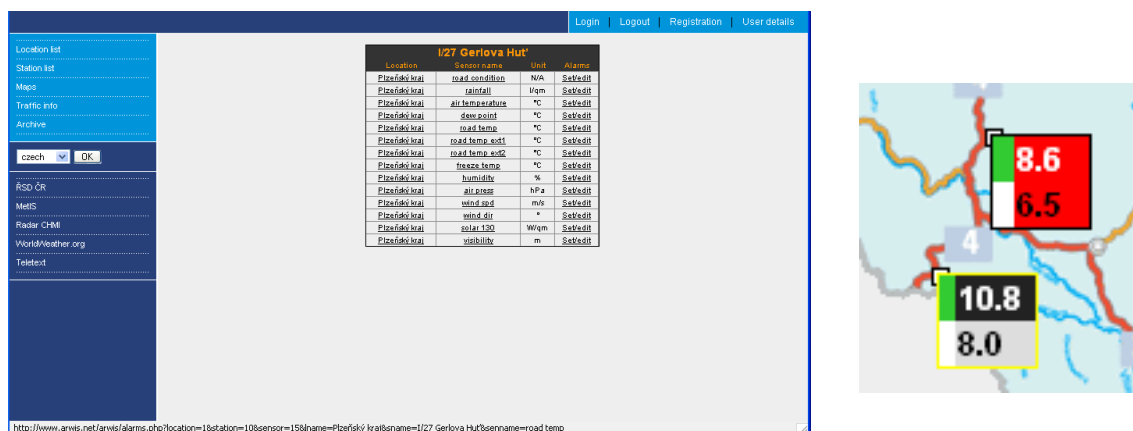 Login | Logout | Registration | User details
Location list
Station list
Maps
Traffic info
Archive
czech OK
ŘSD ČR
MetIS
Radar CHMI
WorldWeather.org
Teletext
I/27 Gerlova Huť
Location Sensor name Unit Alarms
Plzeňský kraj road condition N/A Set/edit
Plzeňský kraj rainfall l/qm Set/edit
Plzeňský kraj air temperature °C Set/edit
Plzeňský kraj dew point °C Set/edit
Plzeňský kraj road temp °C Set/edit
Plzeňský kraj road temp ext1 °C Set/edit
Plzeňský kraj road temp ext2 °C Set/edit
Plzeňský kraj freeze temp °C Set/edit
Plzeňský kraj humidity % Set/edit
Plzeňský kraj air press hPa Set/edit
Plzeňský kraj wind spd m/s Set/edit
Plzeňský kraj wind dir ° Set/edit
Plzeňský kraj solar 130 W/qm Set/edit
Plzeňský kraj visibility m Set/edit
http://www.arwis.net/arwis/alarms.php?location=1&station=10&sensor=15&lname=Plzeňský kraj&sname=I/27 Gerlova Huť&senname=road temp
8.6
6.5
4
10.8
8.0